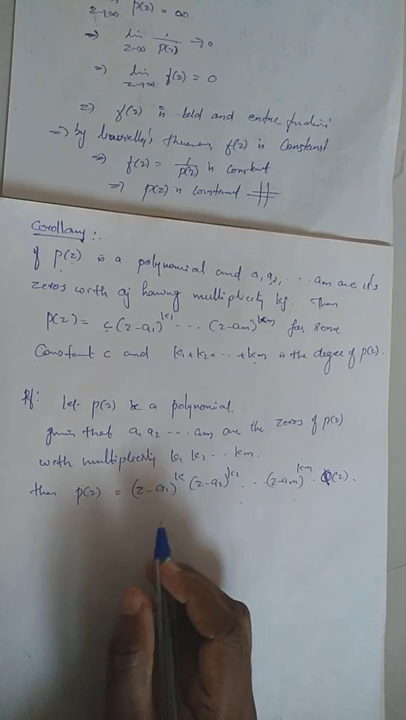 lim p(z) = ∞
z→∞
⇒ lim 1/p(z) → 0
z→∞
⇒ lim f(z) = 0
z→∞
⇒ f(z) is bdd and entire function
⇒ by Liouville's theorem, f(z) is constant
⇒ f(z) = 1/p(z) is constant
⇒ p(z) is constant #
Corollary:-
If p(z) is a polynomial and a₁ a₂, ... am are its
zeros with aj having multiplicity kj. Then
p(z) = c(z-a₁)^k₁ ... (z-am)^km for some
Constant c and k₁+k₂+...+km is the degree of p(z).
Pf:
Let p(z) be a polynomial.
given that a₁ a₂ ... am are the zeros of p(z)
with multiplicity k₁ k₂ ... km.
then p(z) = (z-a₁)^k (z-a₂)^k₂ ... (z-am)^km . Q(z).